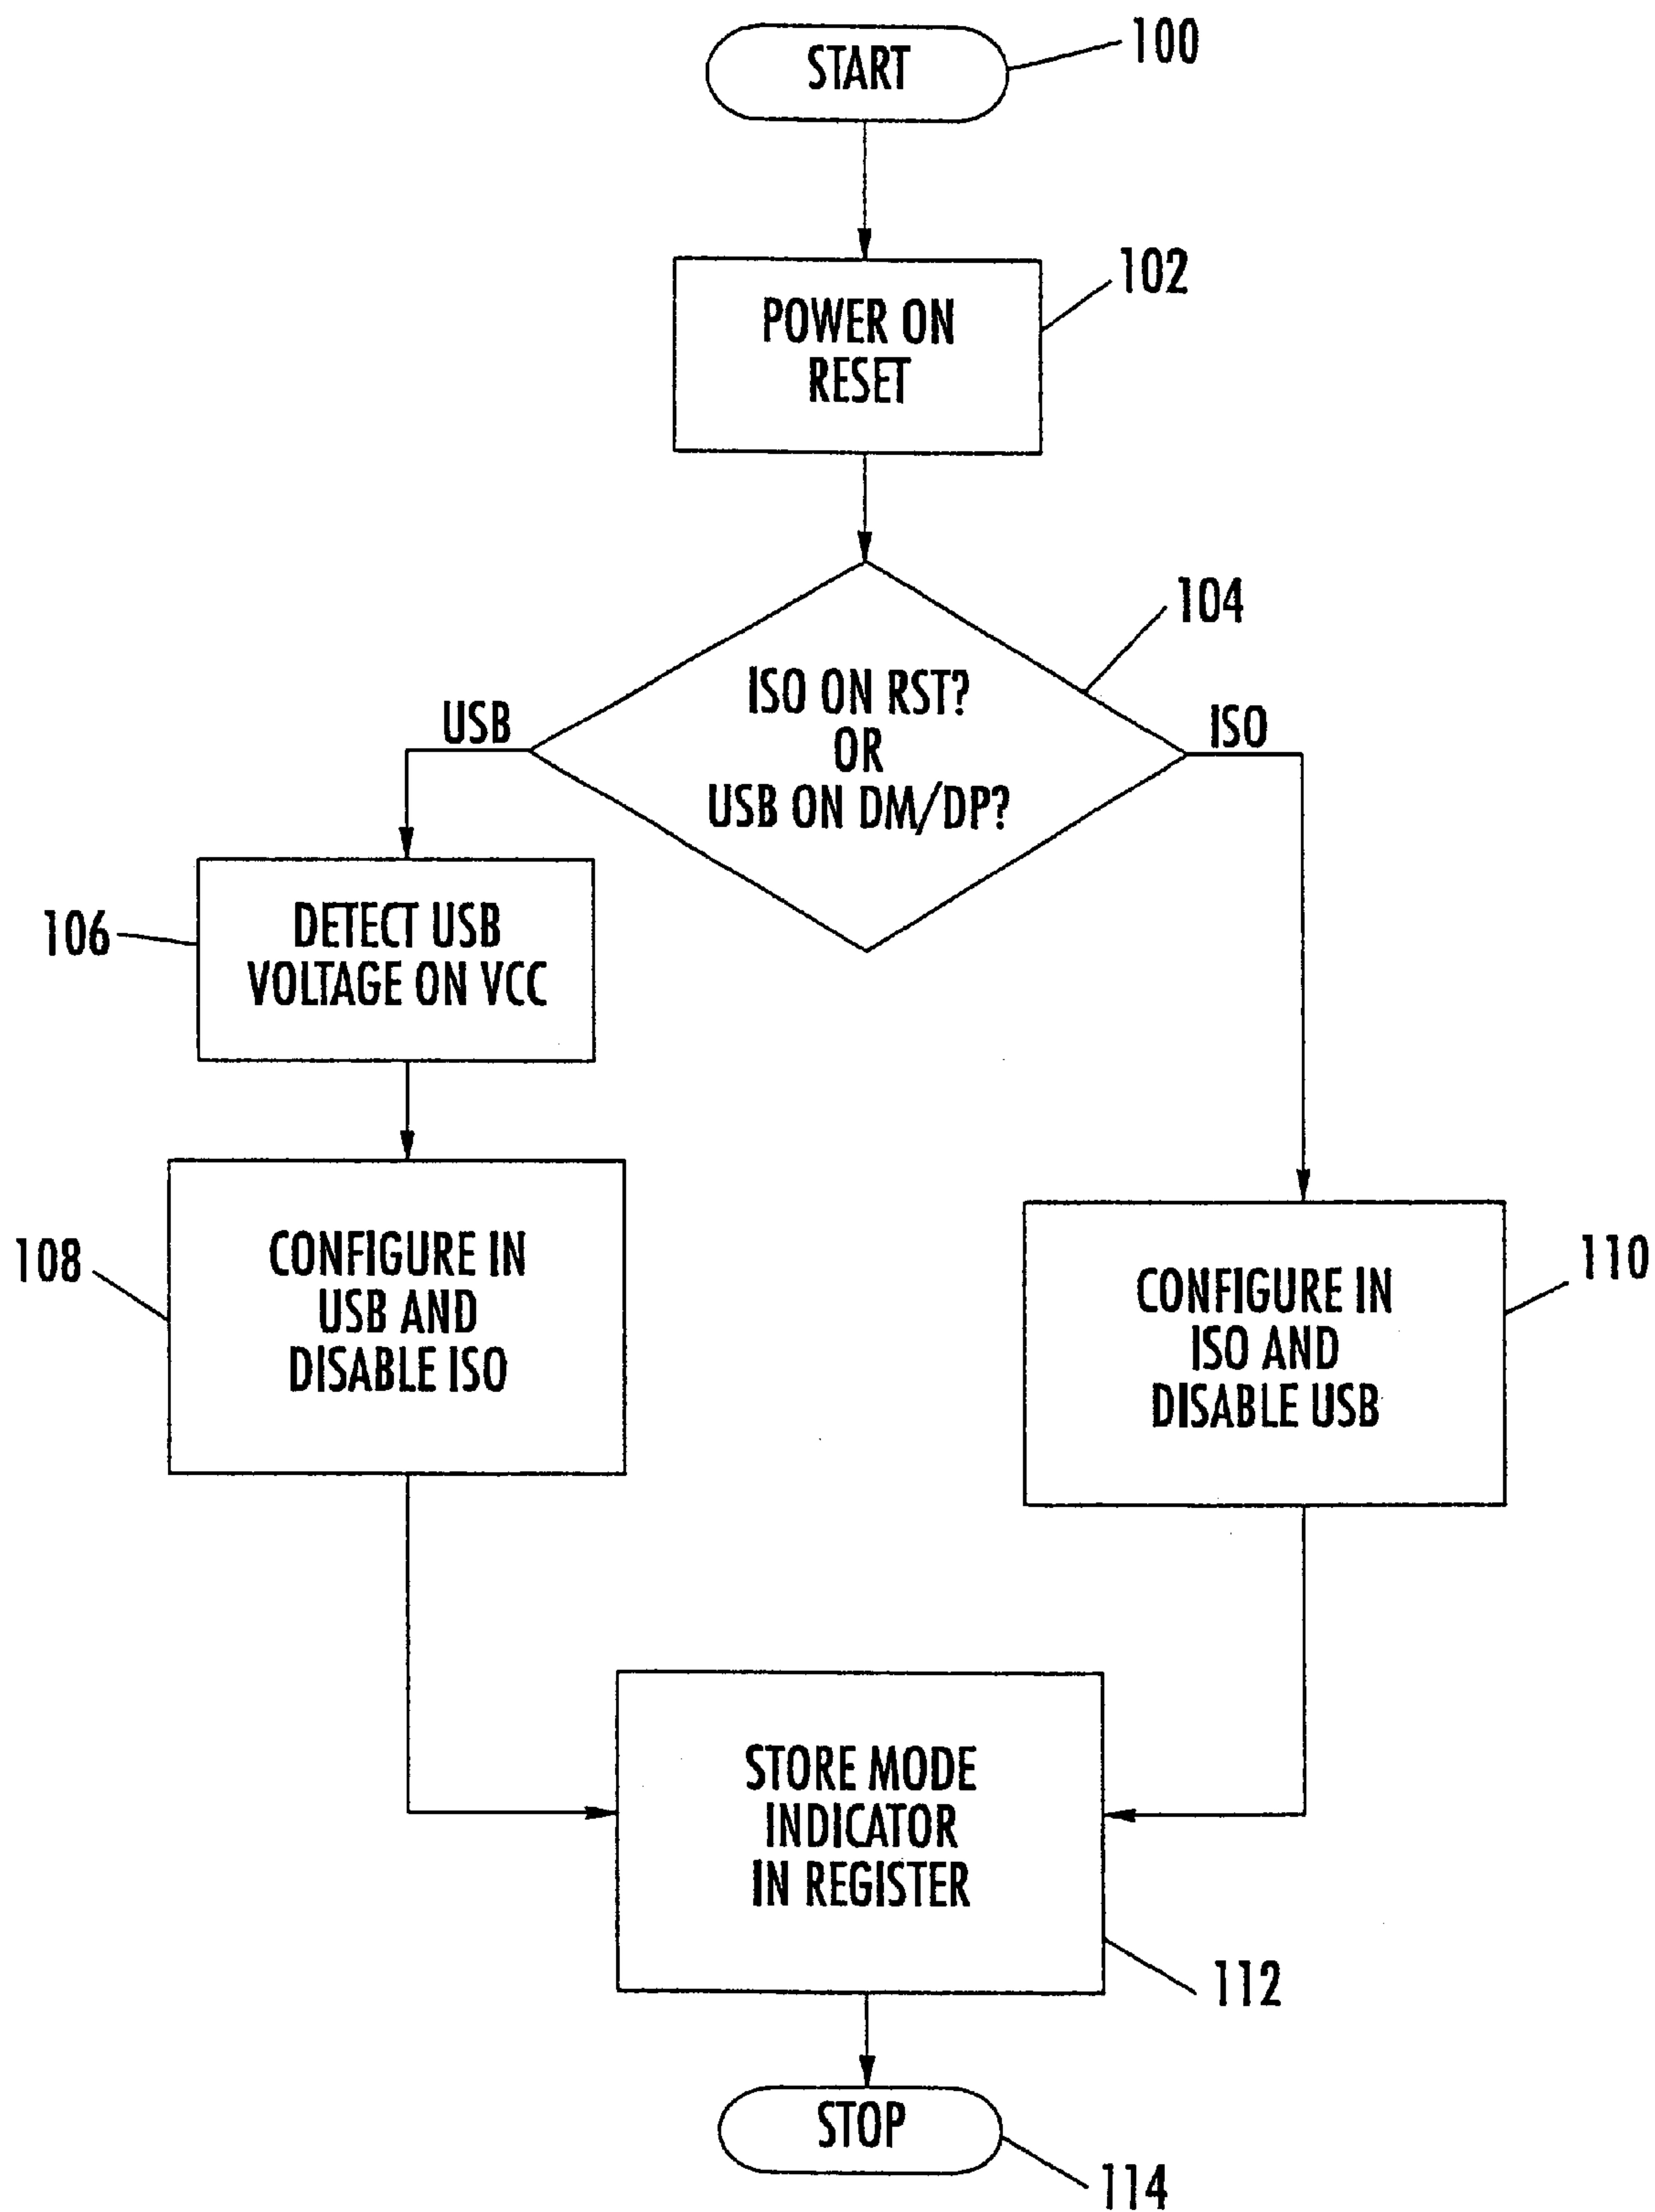 START
100
POWER ON
RESET
102
ISO ON RST?
OR
USB ON DM/DP?
104
USB
ISO
DETECT USB
VOLTAGE ON VCC
106
CONFIGURE IN
USB AND
DISABLE ISO
108
CONFIGURE IN
ISO AND
DISABLE USB
110
STORE MODE
INDICATOR
IN REGISTER
112
STOP
114